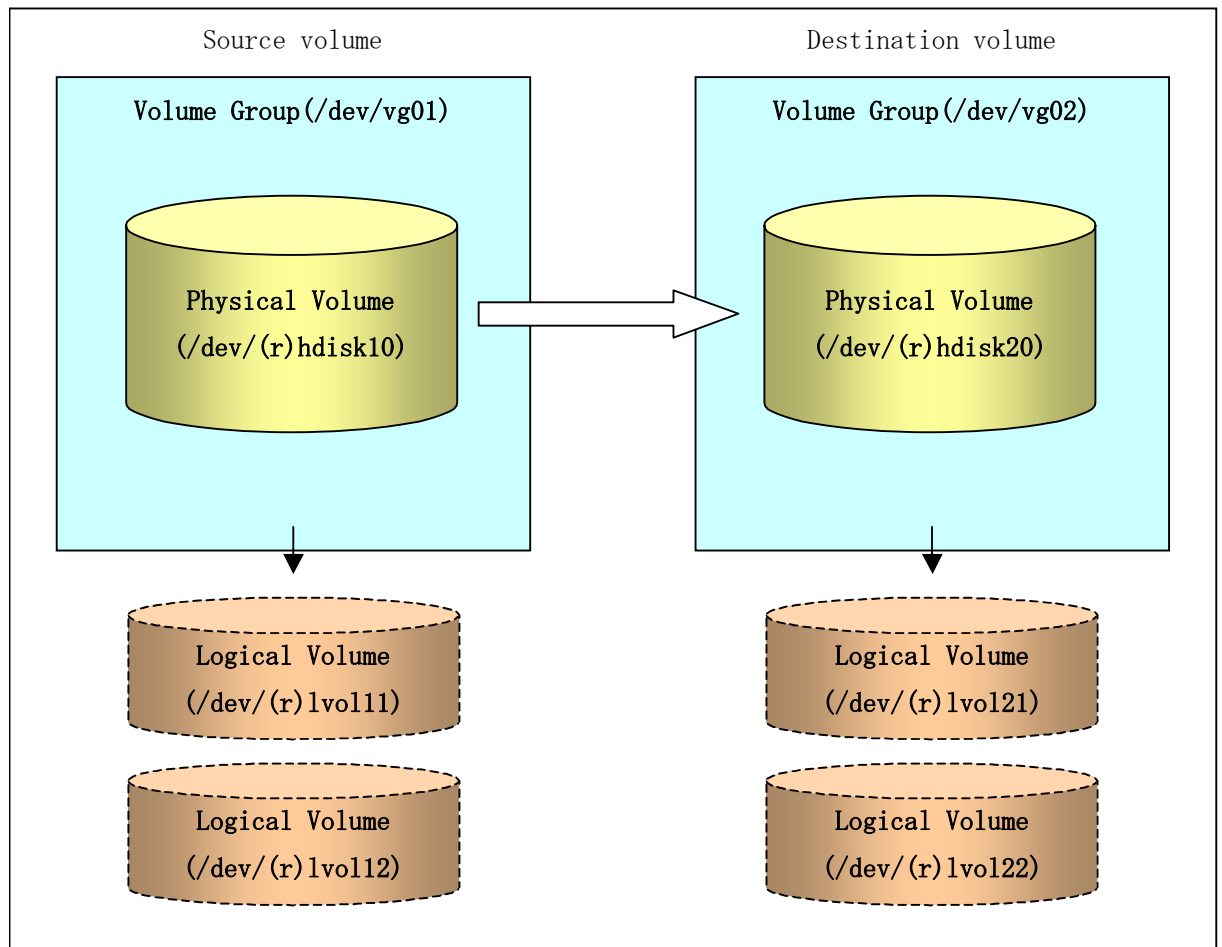 Source volume
Destination volume
Volume Group(/dev/vg01)
Volume Group(/dev/vg02)
Physical Volume
(/dev/(r)hdisk10)
Physical Volume
(/dev/(r)hdisk20)
Logical Volume
(/dev/(r)lvol11)
Logical Volume
(/dev/(r)lvol21)
Logical Volume
(/dev/(r)lvol12)
Logical Volume
(/dev/(r)lvol22)